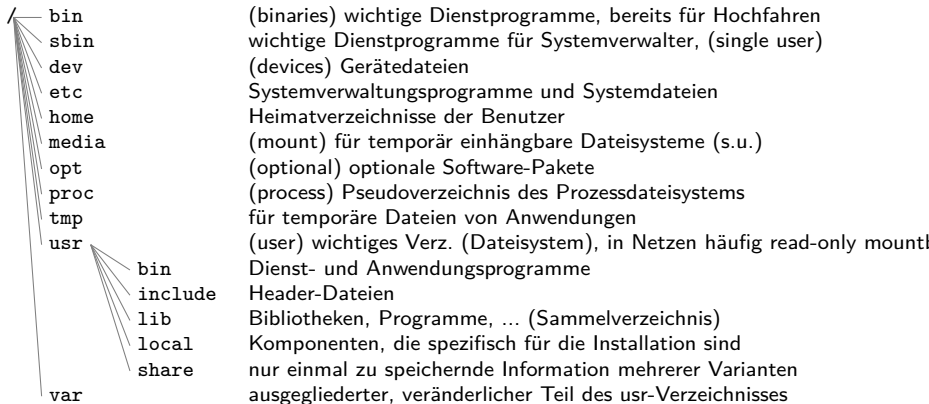 / bin (binaries) wichtige Dienstprogramme, bereits für Hochfahren
sbin wichtige Dienstprogramme für Systemverwalter, (single user)
dev (devices) Gerätedateien
etc Systemverwaltungsprogramme und Systemdateien
home Heimatverzeichnisse der Benutzer
media (mount) für temporär einhängbare Dateisysteme (s.u.)
opt (optional) optionale Software-Pakete
proc (process) Pseudoverzeichnis des Prozessdateisystems
tmp für temporäre Dateien von Anwendungen
usr (user) wichtiges Verz. (Dateisystem), in Netzen häufig read-only
bin Dienst- und Anwendungsprogramme
include Header-Dateien
lib Bibliotheken, Programme, ... (Sammelverzeichnis)
local Komponenten, die spezifisch für die Installation sind
share nur einmal zu speichernde Information mehrerer Varianten
var ausgegliederter, veränderlicher Teil des usr-Verzeichnisses